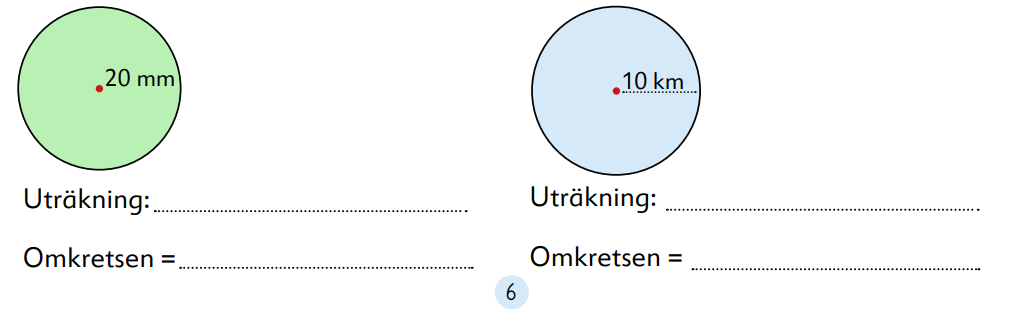 20 mm
10 km
Uträkning:
Uträkning:
Omkretsen =
Omkretsen =
6